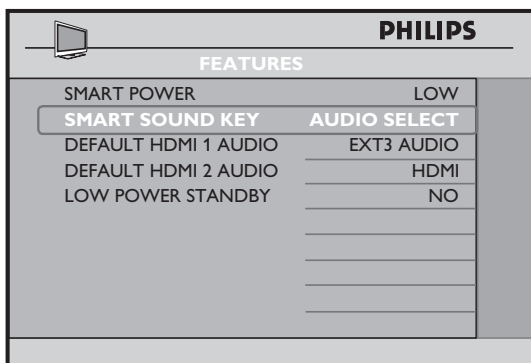 PHILIPS
FEATURES
SMART POWER LOW
SMART SOUND KEY AUDIO SELECT
DEFAULT HDMI 1 AUDIO EXT3 AUDIO
DEFAULT HDMI 2 AUDIO HDMI
LOW POWER STANDBY NO